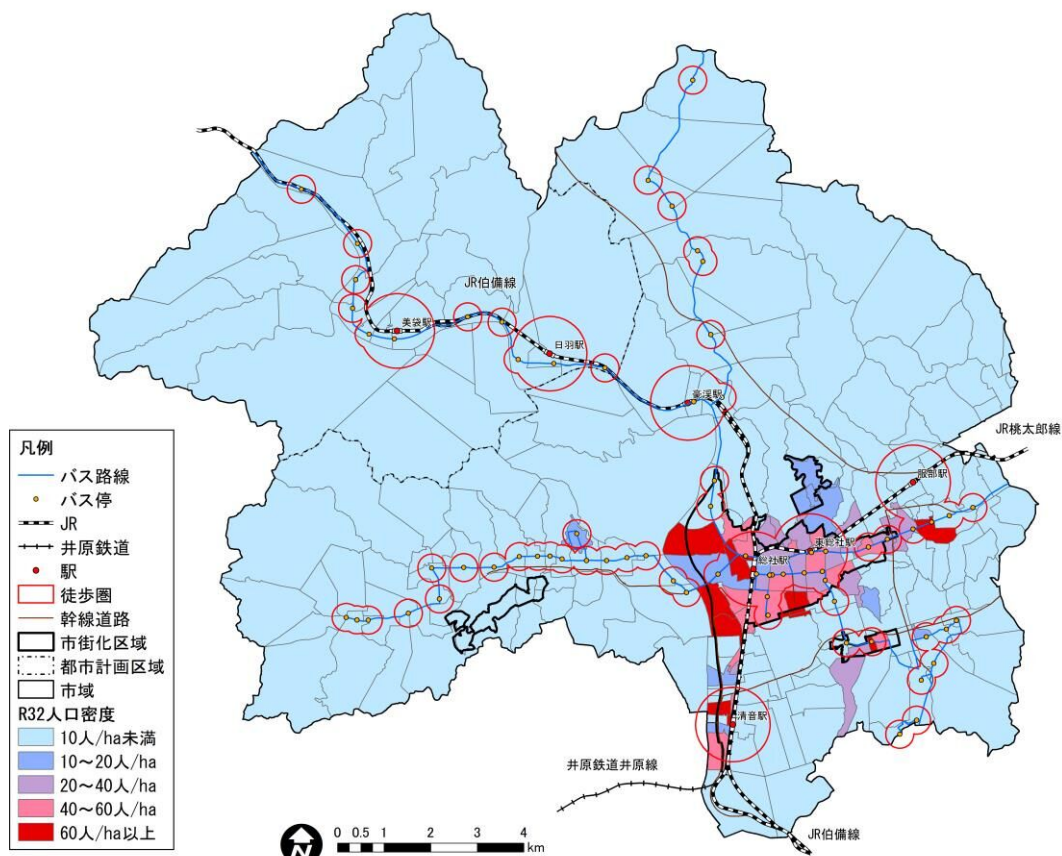 JR伯備線
美袋駅
日羽駅
豪渓駅
JR桃太郎線
服部駅
東総社駅
総社駅
清音駅
井原鉄道井原線
JR伯備線
凡例
バス路線
バス停
JR
井原鉄道
駅
徒歩圏
幹線道路
市街化区域
都市計画区域
市域
R32人口密度
10人/ha未満
10～20人/ha
20～40人/ha
40～60人/ha
60人/ha以上
N
0 0.5 1 2 3 4
km